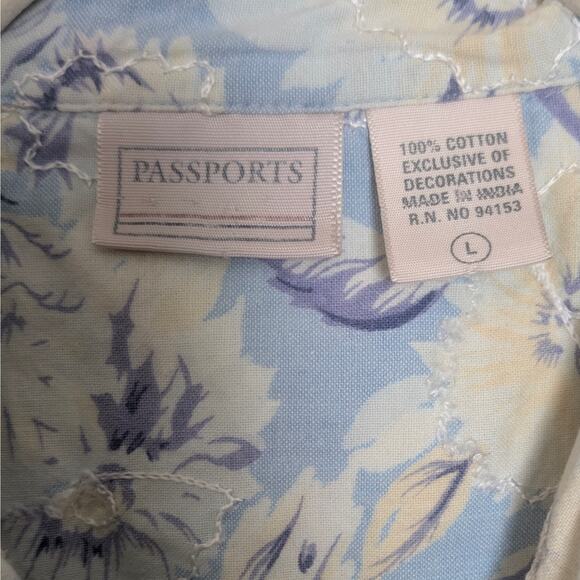 PASSPORTS
100% COTTON
EXCLUSIVE OF
DECORATIONS
MADE IN INDIA
R.N. NO 94153
L